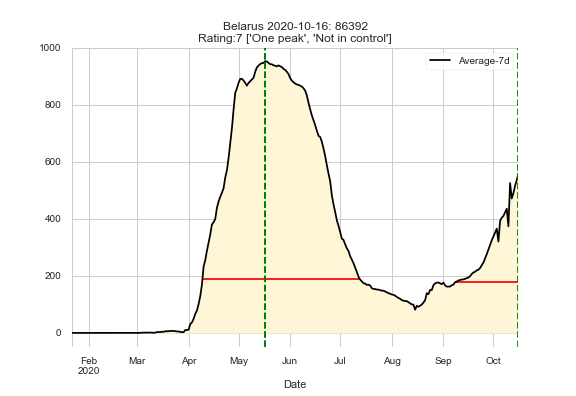 Belarus 2020-10-16: 86392
Rating:7 ['One peak', 'Not in control']
1000
Average-7d
800
600
400
200
0
Feb Mar Apr May Jun Jul Aug Sep Oct
2020
Date